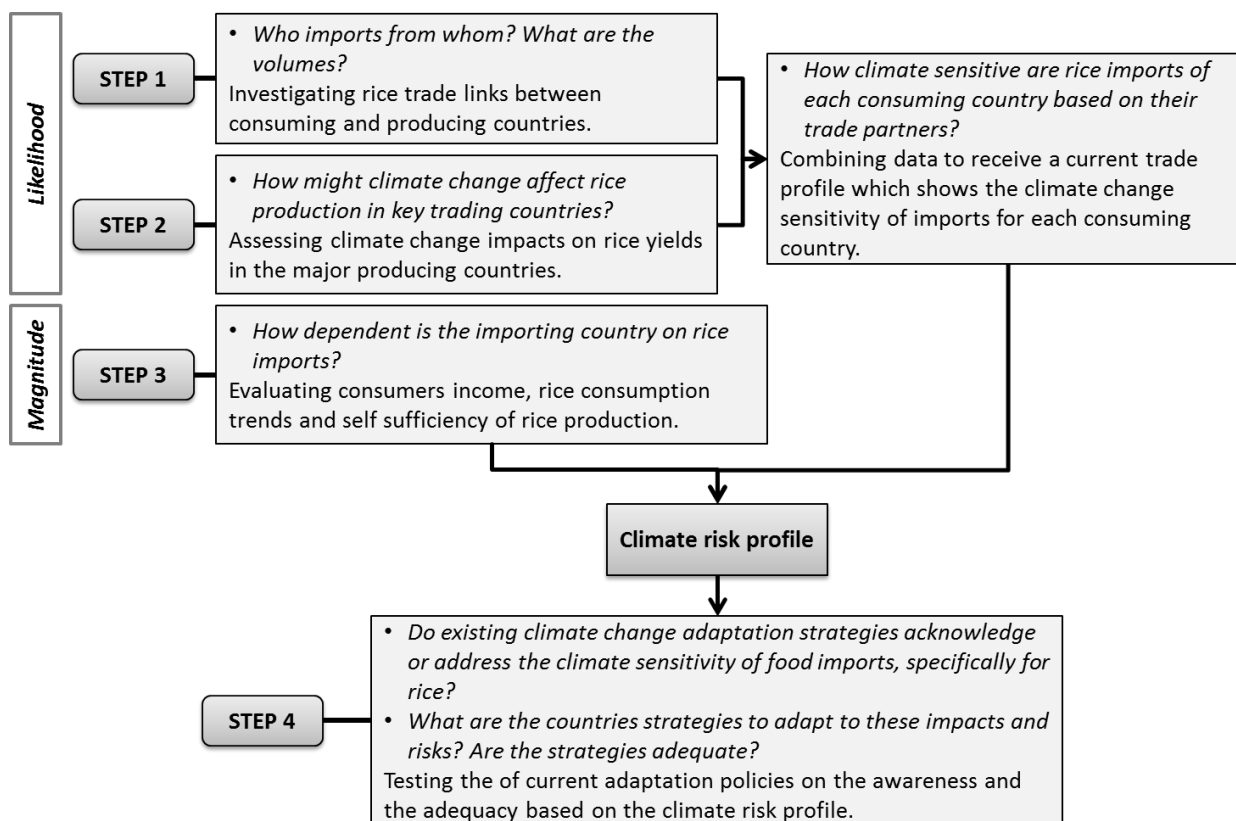 Likelihood
STEP 1
• Who imports from whom? What are the
volumes?
Investigating rice trade links between
consuming and producing countries.
STEP 2
• How might climate change affect rice
production in key trading countries?
Assessing climate change impacts on rice yields
in the major producing countries.
• How climate sensitive are rice imports of
each consuming country based on their
trade partners?
Combining data to receive a current trade
profile which shows the climate change
sensitivity of imports for each consuming
country.
Magnitude
STEP 3
• How dependent is the importing country on rice
imports?
Evaluating consumers income, rice consumption
trends and self sufficiency of rice production.
Climate risk profile
STEP 4
• Do existing climate change adaptation strategies acknowledge
or address the climate sensitivity of food imports, specifically for
rice?
• What are the countries strategies to adapt to these impacts and
risks? Are the strategies adequate?
Testing the of current adaptation policies on the awareness and
the adequacy based on the climate risk profile.